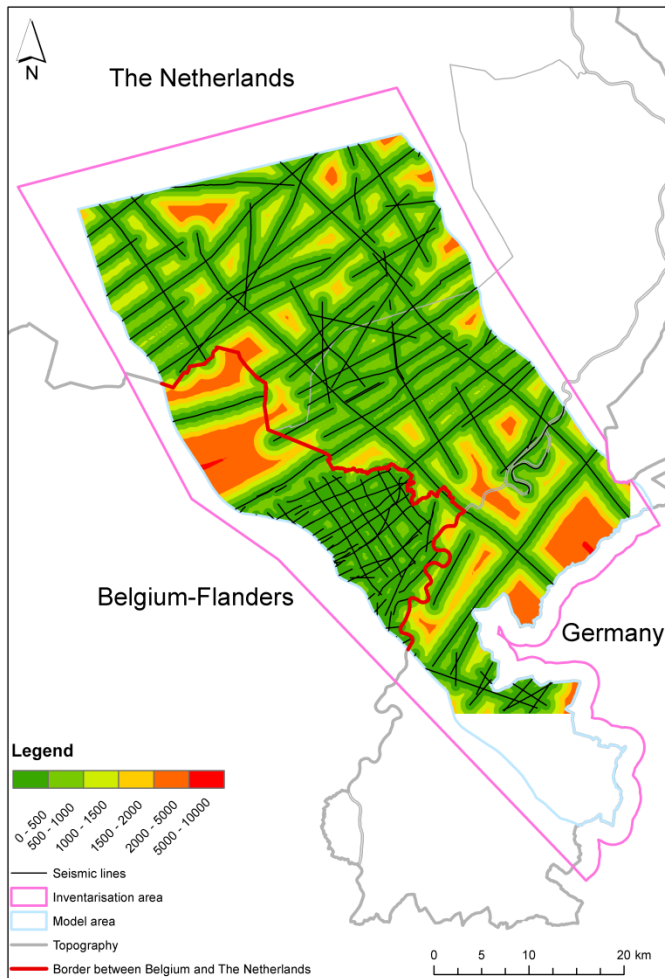 N
The Netherlands
Belgium-Flanders
Germany
Legend
0 - 500
500 - 1000
1000 - 1500
1500 - 2000
2000 - 5000
5000 - 10000
Seismic lines
Inventarisation area
Model area
Topography
Border between Belgium and The Netherlands
0 5 10 20 km